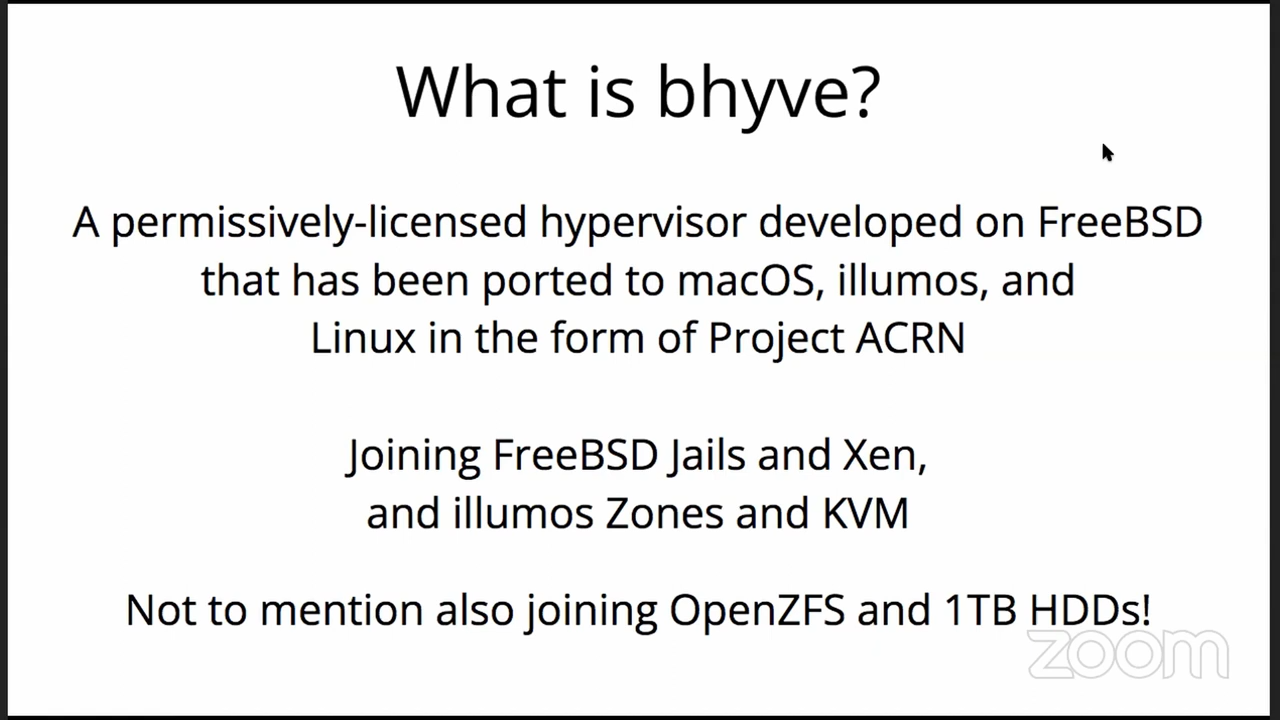 What is bhyve?
A permissively-licensed hypervisor developed on FreeBSD
that has been ported to macOS, illumos, and
Linux in the form of Project ACRN
Joining FreeBSD Jails and Xen,
and illumos Zones and KVM
Not to mention also joining OpenZFS and 1TB HDDs!
zoom